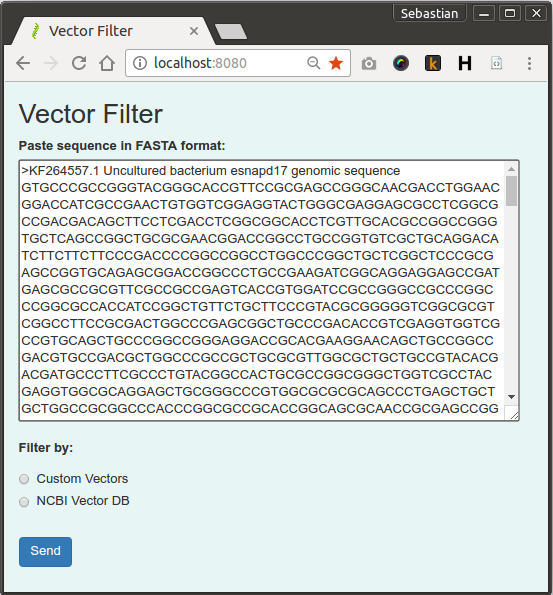 Sebastian
Vector Filter
localhost:8080
Vector Filter
Paste sequence in FASTA format:
>KF264557.1 Uncultured bacterium esnapd17 genomic sequence
GTGCCCGCCGGGTACGGGCACCGTTCCGCGAGCCGGGCAACGACCTGGAAC
GGACCATCGCCGAACTGTGGTCGGAGGTACTGGGCGAGGAGCGCCTCGGCG
CCGACGACAGCTTCCTCGACCTCGGCGGCACCTCGTTGCACGCCGGCCGGG
TGCTCAGCCGGCTGCGCGAACGGACCGGCCTGCCGGTGTCGCTGCAGGACA
TCTTCTTCTTCCCGACCCCGGCCGGCCTGGCCCGGCTGCTCGGCTCCCGCG
AGCCGGTGCAGAGCGGACCGGCCCTGCCGAAGATCGGCAGGAGGAGCCGAT
GAGCGCCGCGTTCGCCGCCGAGTCACCGTGGATCCGCCGGGCCGCCCGGC
CCGGCGCCACCATCCGGCTGTTCTGCTTCCCGTACGCGGGGGTCGGCGCGT
CGGCCTTCCGCGACTGGCCCGAGCGGCTGCCCGACACCGTCGAGGTGGTCG
CCGTGCAGCTGCCCGGCCGGGAGGACCGCACGAAGGAACAGCTGCCGGCC
GACGTGCCGACGCTGGCCCGCCGCTGCGCGTTGGCGCTGCTGCCGTACACG
ACGATGCCCTTCGCCCTGTACGGCCACTGCGCCGGCGGGCTGGTCGCCTAC
GAGGTGGCGCAGGAGCTGCGGGCCCGTGGCGCGCGCAGCCCTGAGCTGCT
GCTGGCCGCGGCCCACCCGGCGCCGCACCGGCAGCGCAACCGCGAGCCGG
Filter by:
Custom Vectors
NCBI Vector DB
Send